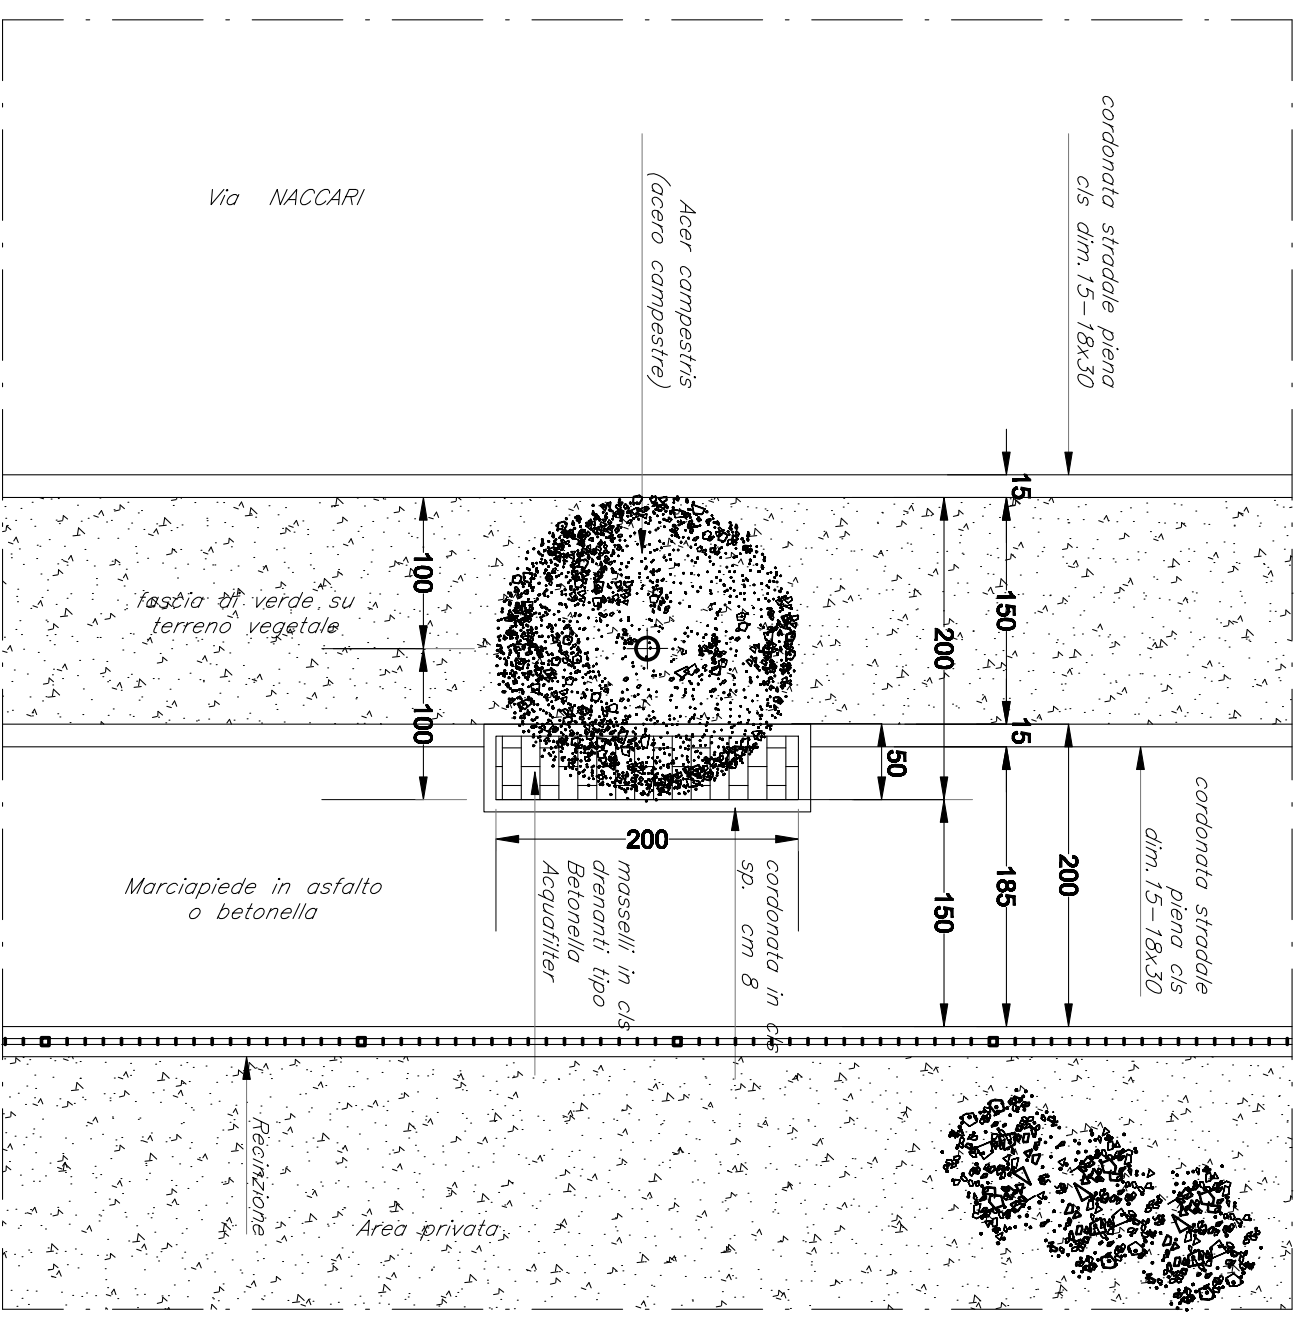 cordonata stradale piena
cls dim.15-18x30
Acer campestris
(acero campestre)
Via NACCARI
15
150
200
100
fascia di verde su
terreno vegetale
100
15
50
200
185
150
200
cordonata stradale
piena cls
dim.15-18x30
cordonata in cls
sp. cm 8
masselli in cls
drenanti tipo
Betonella
Acquafilter
Marciapiede in asfalto
o betonella
Recinzione
Area privata